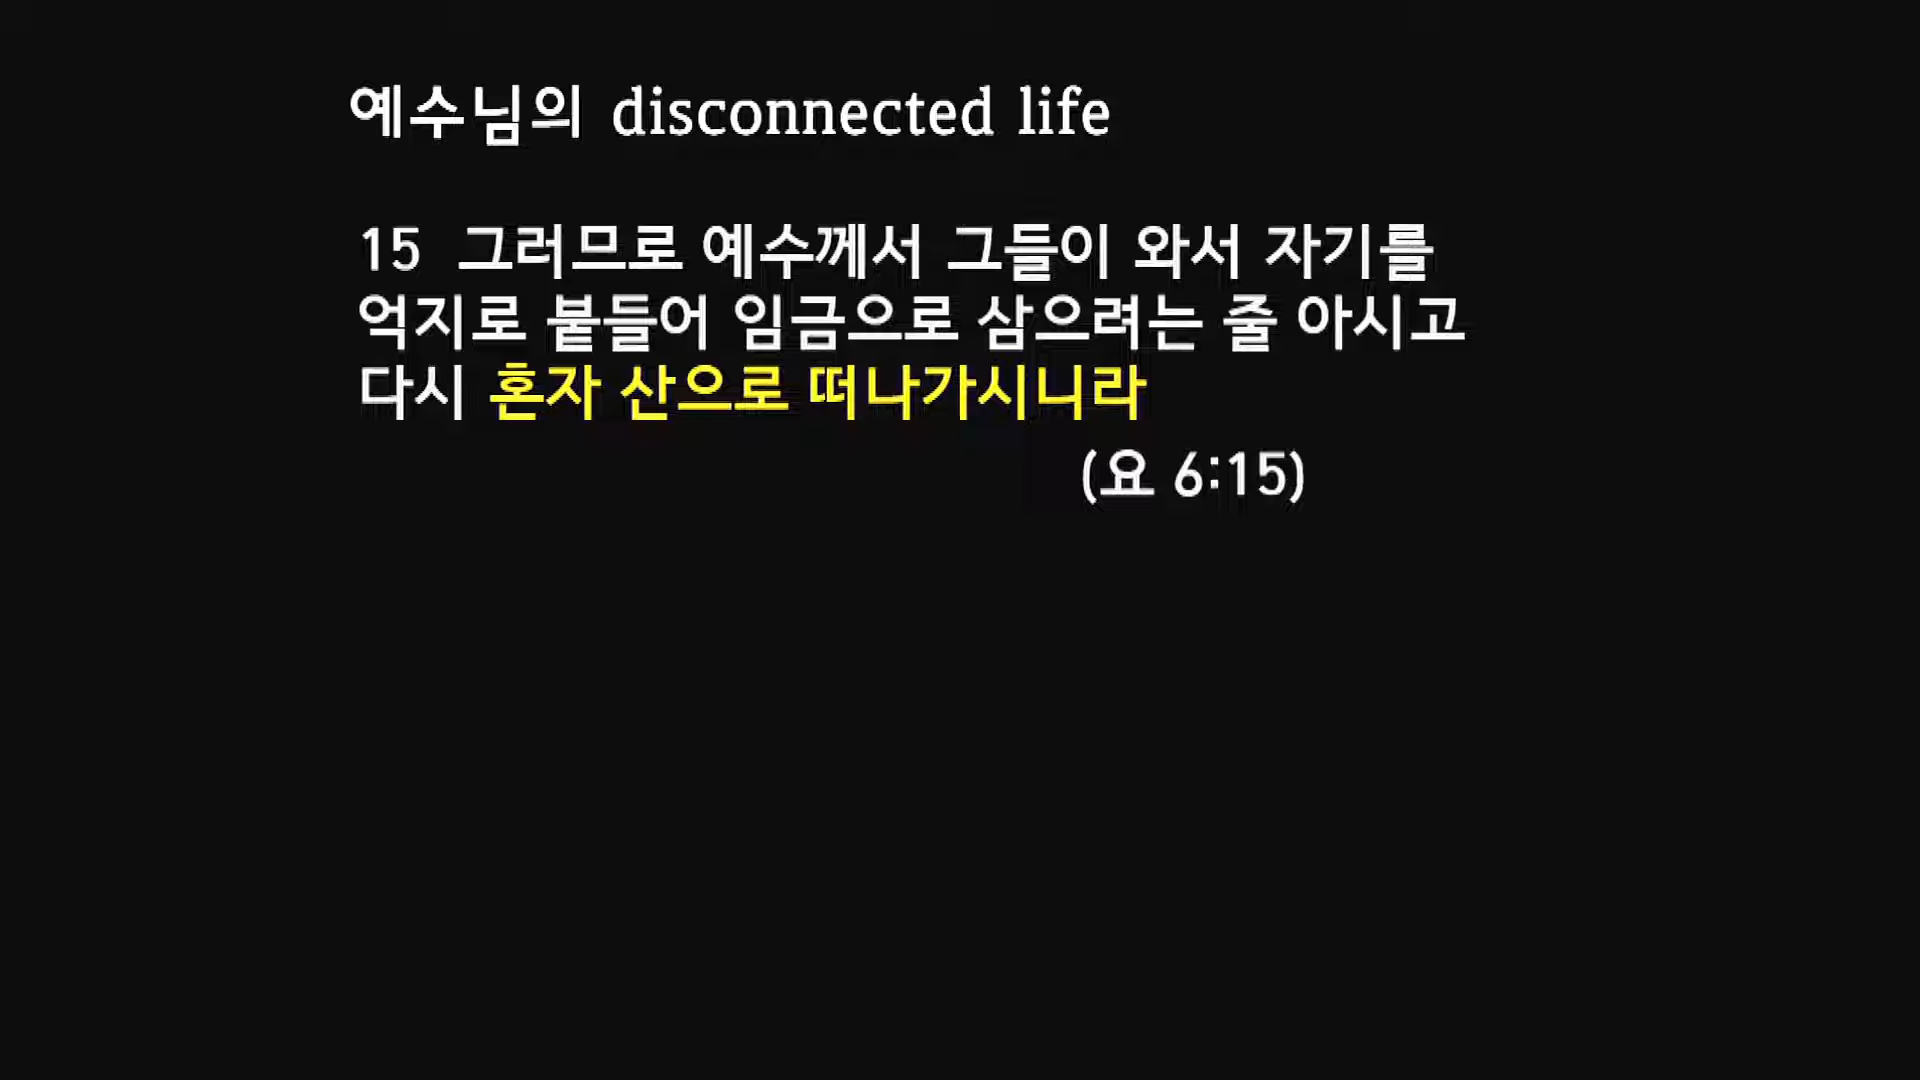 예수님의 disconnected life
15 그러므로 예수께서 그들이 와서 자기를
억지로 붙들어 임금으로 삼으려는 줄 아시고
다시 혼자 산으로 떠나가시니라
(요 6:15)